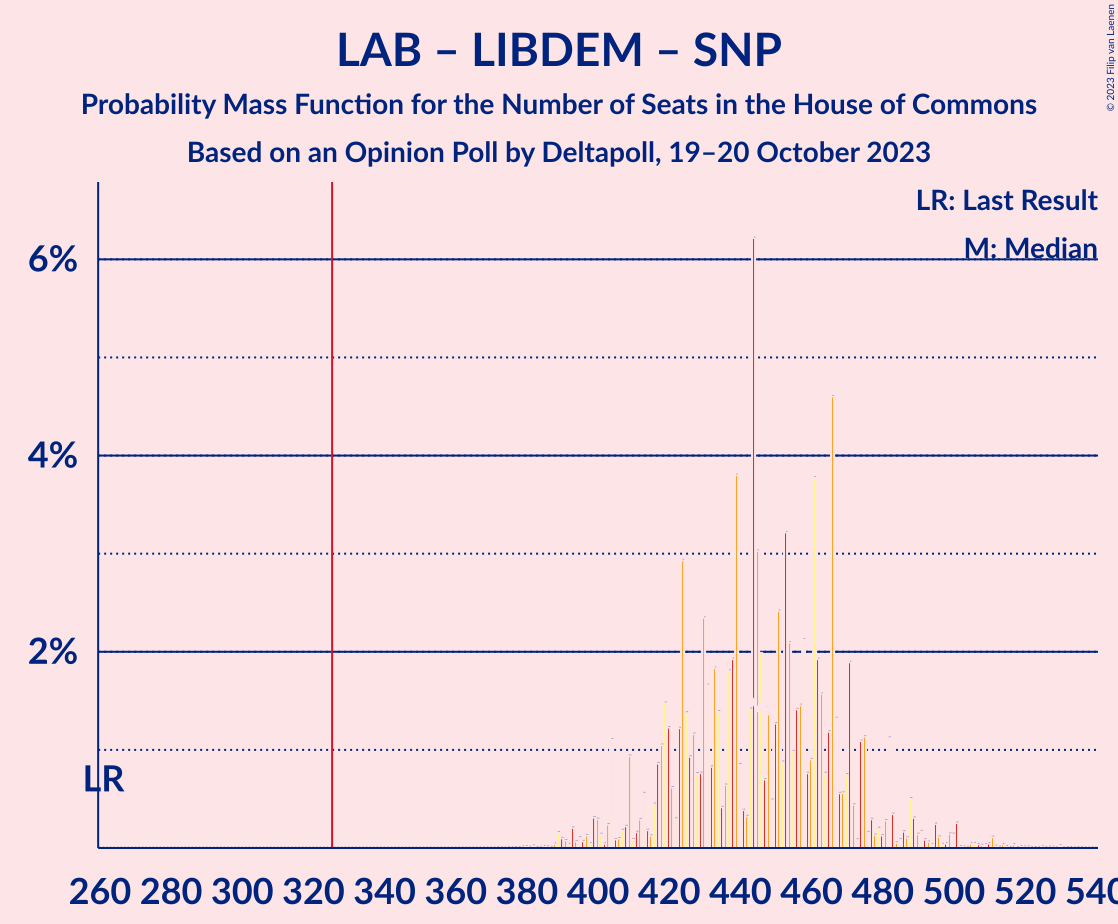 LAB – LIBDEM – SNP
Probability Mass Function for the Number of Seats in the House of Commons
Based on an Opinion Poll by Deltapoll, 19–20 October 2023
© 2023 Filip van Laenen
LR: Last Result
M: Median
6%
4%
2%
LR
260 280 300 320 340 360 380 400 420 440 460 480 500 520 540